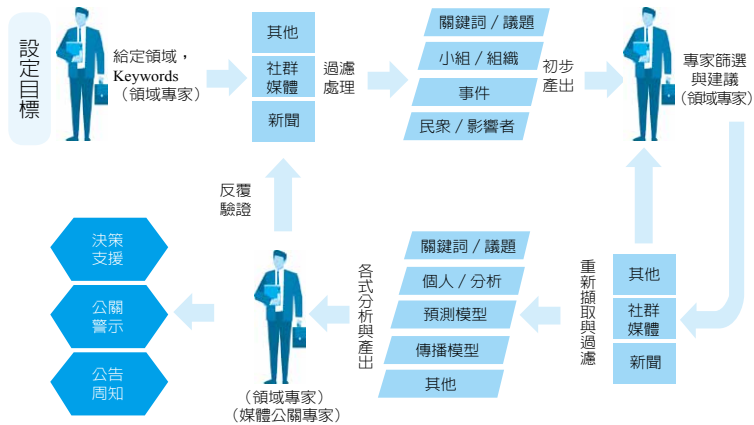 設定目標
給定領域，
Keywords
（領域專家）
其他
社群
媒體
新聞
過濾
處理
關鍵詞／議題
小組／組織
事件
民眾／影響者
初步
產出
專家篩選
與建議
（領域專家）
反覆
驗證
決策
支援
公關
警示
公告
周知
（領域專家）
（媒體公關專家）
各式分析與產出
關鍵詞／議題
個人／分析
預測模型
傳播模型
其他
重新擷取與過濾
其他
社群
媒體
新聞